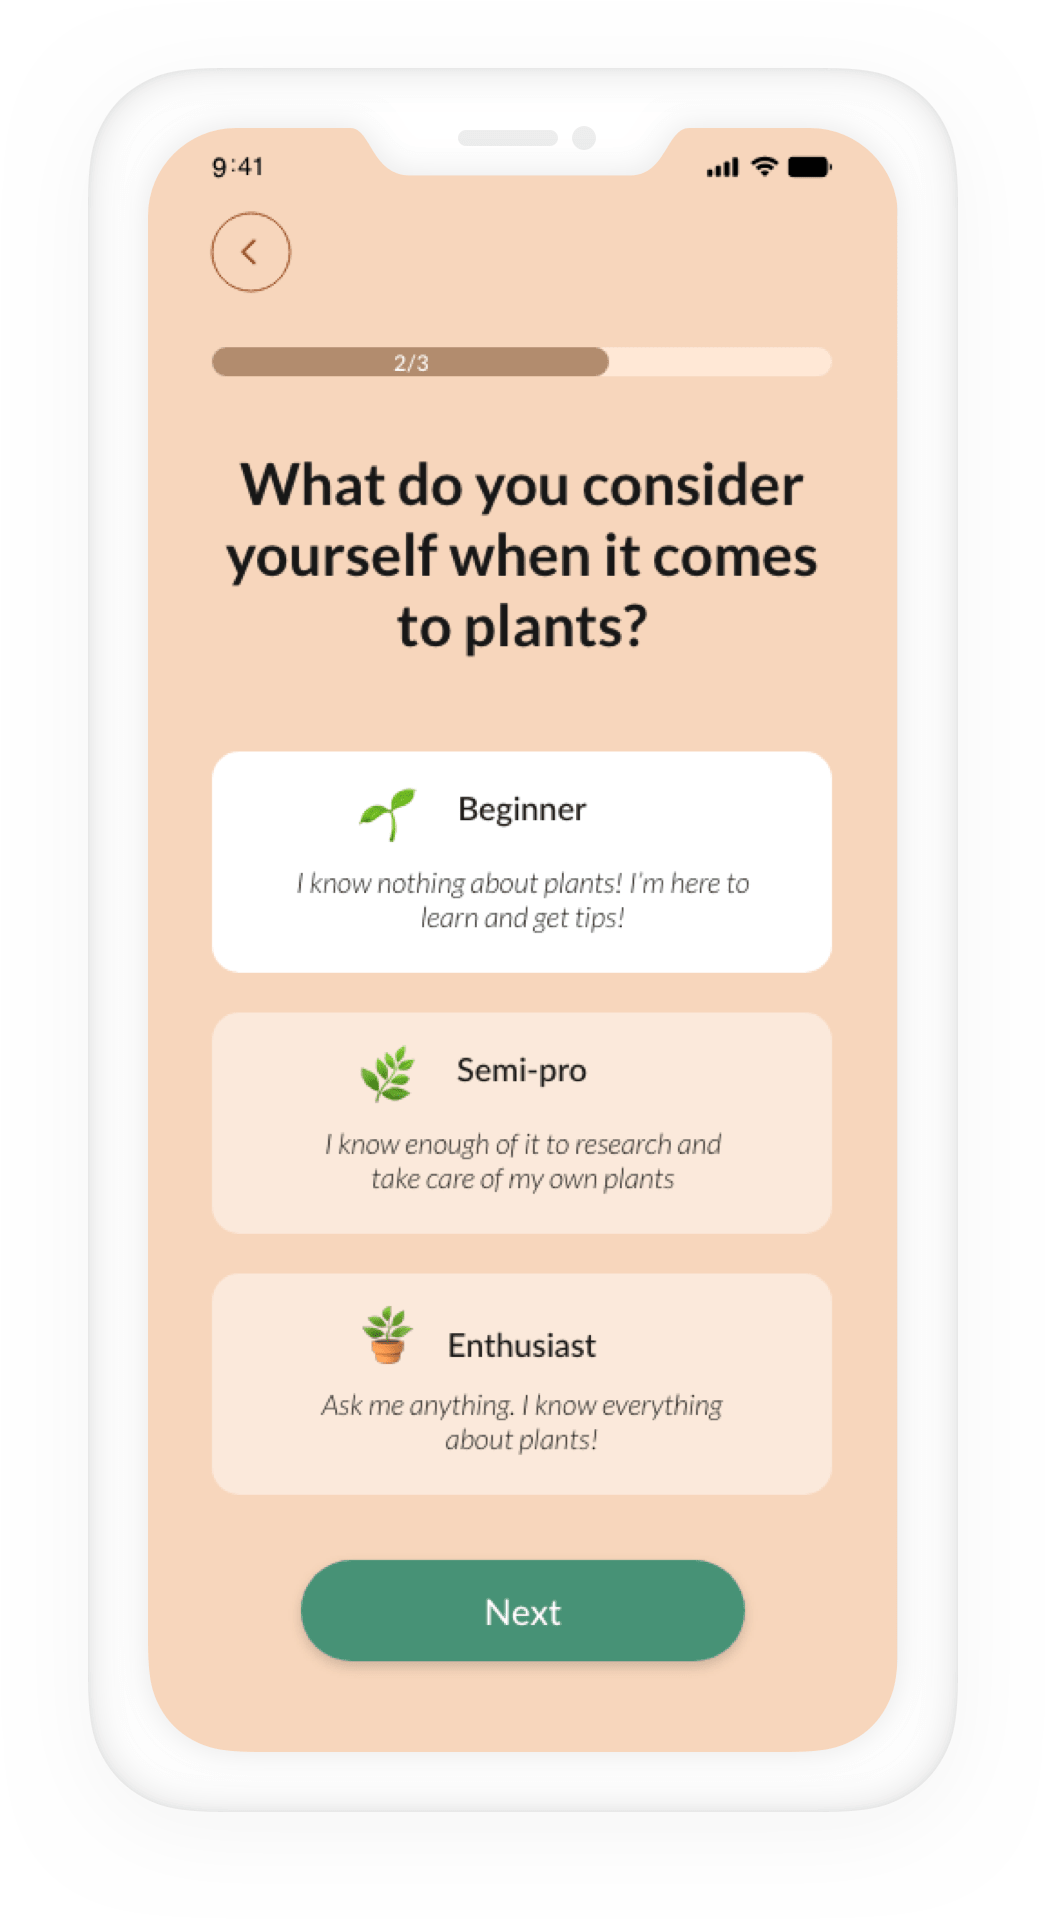 9:41
2/3
What do you consider
yourself when it comes
to plants?
Beginner
I know nothing about plants! I'm here to
learn and get tips!
Semi-pro
I know enough of it to research and
take care of my own plants
Enthusiast
Ask me anything. I know everything
about plants!
Next